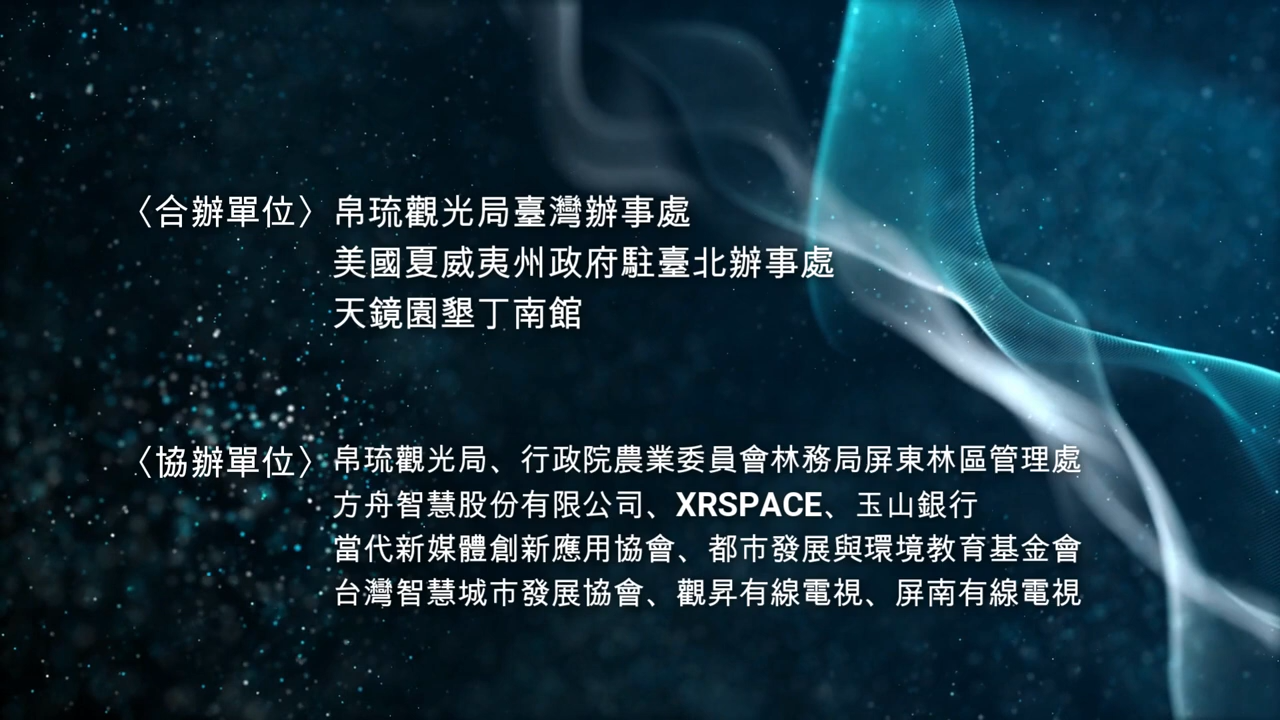 〈合辦單位〉帛琉觀光局臺灣辦事處
美國夏威夷州政府駐臺北辦事處
天鏡園墾丁南館
〈協辦單位〉帛琉觀光局、行政院農業委員會林務局屏東林區管理處
方舟智慧股份有限公司、XRSPACE、玉山銀行
當代新媒體創新應用協會、都市發展與環境教育基金會
台灣智慧城市發展協會、觀昇有線電視、屏南有線電視